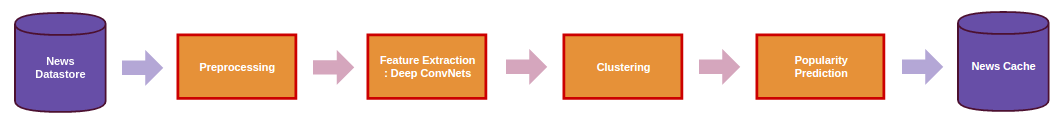 News
Datastore
Preprocessing
Feature Extraction
: Deep ConvNets
Clustering
Popularity
Prediction
News Cache